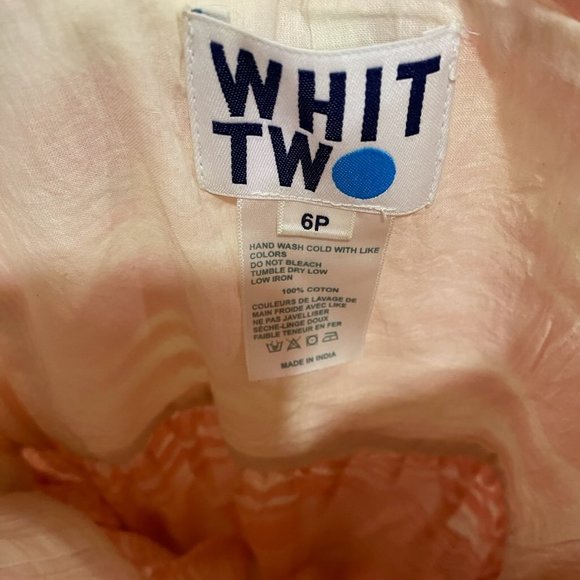 WHIT
TWO
6P
HAND WASH COLD WITH LIKE
COLORS
DO NOT BLEACH
TUMBLE DRY LOW
LOW IRON
100% COTON
COULEURS DE LAVAGE DE
MAIN FROIDE AVEC LIKE
NE PAS JAVELLISER
SÈCHE-LINGE DOUX
FAIBLE TENEUR EN FER
MADE IN INDIA